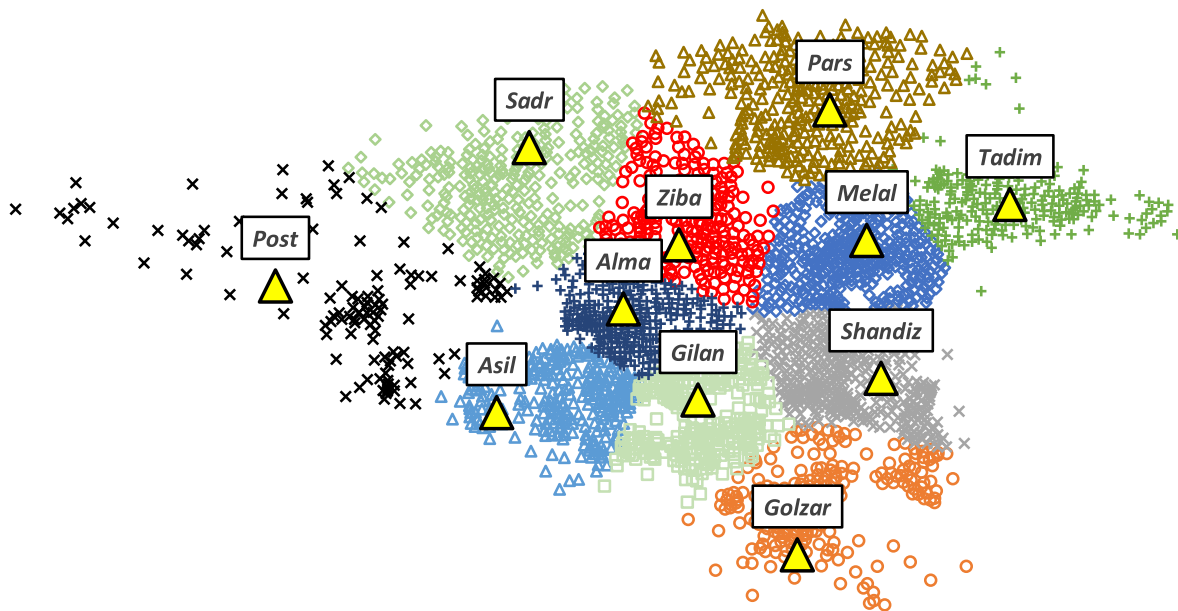 Pars
Sadr
Tadim
Ziba
Melal
Post
Alma
Shandiz
Gilan
Asil
Golzar